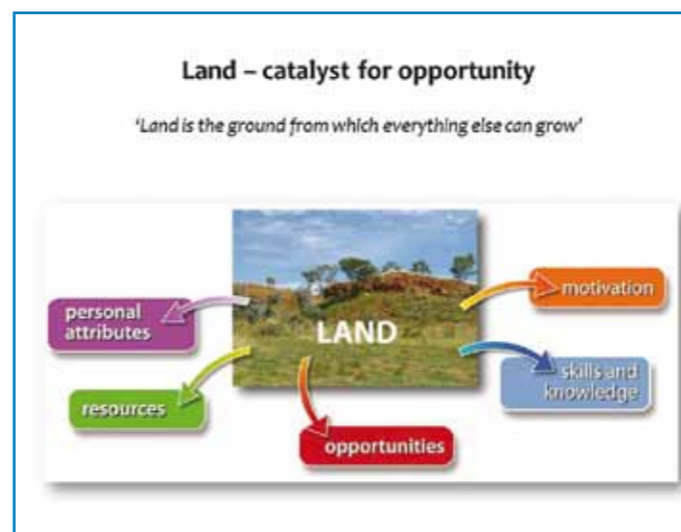 Land – catalyst for opportunity
'Land is the ground from which everything else can grow'
LAND
personal
attributes
motivation
resources
skills and
knowledge
opportunities